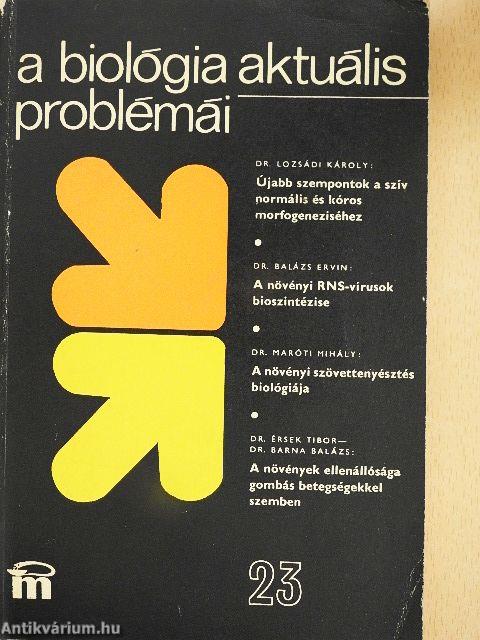 a biológia aktuális
problémái
DR. LOZSÁDI KÁROLY:
Újabb szempontok a szív
normális és kóros
morfogeneziséhez
DR. BALÁZS ERVIN:
A növényi RNS-vírusok
bioszintézise
DR. MARÓTI MIHÁLY:
A növényi szövettenyésztés
biológiája
DR. ÉRSEK TIBOR—
DR. BARNA BALÁZS:
A növények ellenállósága
gombás betegségekkel
szemben
m
23
Antikvárium.hu